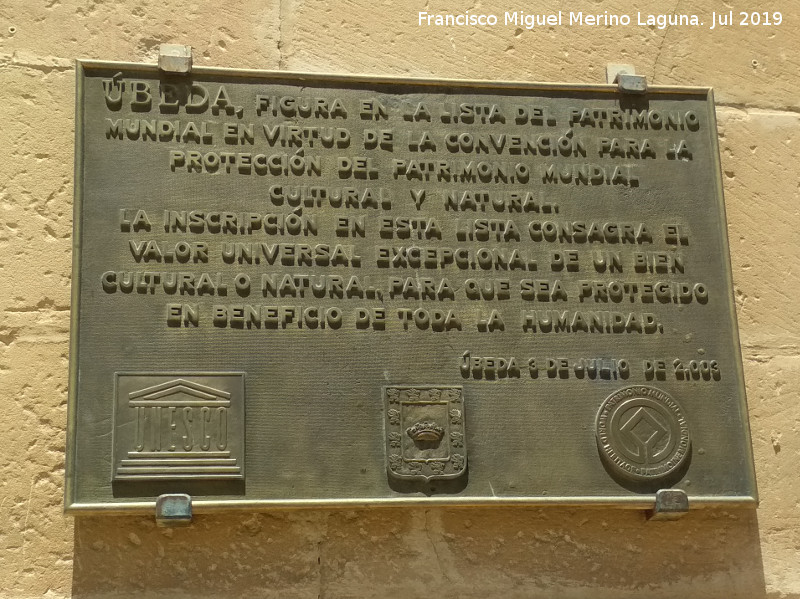 Francisco Miguel Merino Laguna. Jul 2019
ÚBEDA, FIGURA EN LA LISTA DEL PATRIMONIO
MUNDIAL EN VIRTUD DE LA CONVENCIÓN PARA LA
PROTECCIÓN DEL PATRIMONIO MUNDIAL
CULTURAL Y NATURAL.
LA INSCRIPCIÓN EN ESTA LISTA CONSAGRA EL
VALOR UNIVERSAL EXCEPCIONAL DE UN BIEN
CULTURAL O NATURAL, PARA QUE SEA PROTEGIDO
EN BENEFICIO DE TODA LA HUMANIDAD.
ÚBEDA 3 DE JULIO DE 2.003
UNESCO
PATRIMONIO MUNDIAL